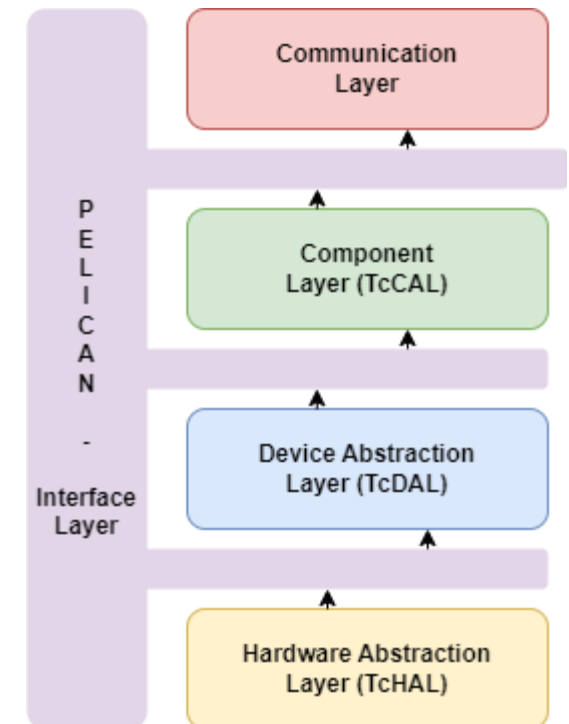 Communication
Layer
P
E
L
I
C
A
N
-
Interface
Layer
Component
Layer (TcCAL)
Device Abstraction
Layer (TcDAL)
Hardware Abstraction
Layer (TcHAL)